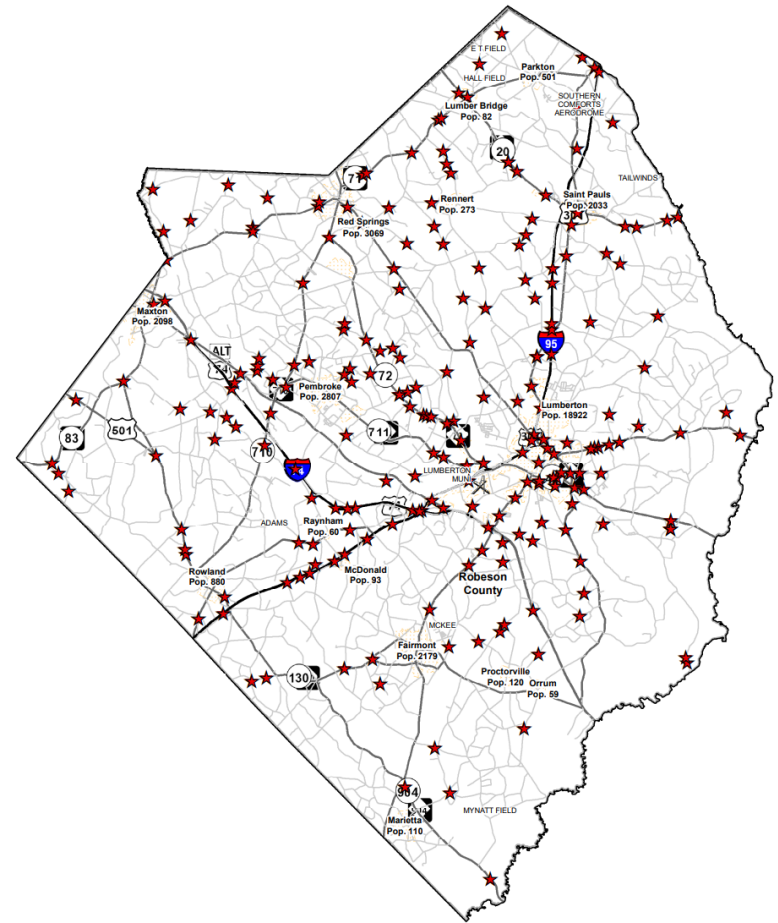 E T FIELD
HALL FIELD
Parkton
Pop. 501
SOUTHERN
COMFORTS
AERODROME
Lumber Bridge
Pop. 82
20
71
TAILWINDS
Rennert
Pop. 273
Saint Pauls
Pop. 2033
Red Springs
Pop. 3069
Maxton
Pop. 2098
95
ALT
74
72
Pembroke
Pop. 2807
Lumberton
Pop. 18922
501
83
711
710
LUMBERTON
MUNI
ADAMS
Raynham
Pop. 60
Rowland
Pop. 880
McDonald
Pop. 93
Robeson
County
MCKEE
Fairmont
Pop. 2179
130
Proctorville
Pop. 120
Orrum
Pop. 59
904
MYNATT FIELD
Marietta
Pop. 110